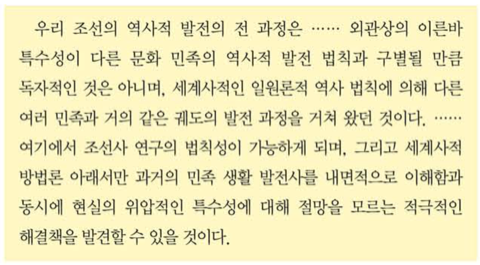 우리 조선의 역사적 발전의 전 과정은 …… 외관상의 이른바
특수성이 다른 문화 민족의 역사적 발전 법칙과 구별될 만큼
독자적인 것은 아니며, 세계사적인 일원론적 역사 법칙에 의해 다른
여러 민족과 거의 같은 궤도의 발전 과정을 거쳐 왔던 것이다. ……
여기에서 조선사 연구의 법칙성이 가능하게 되며, 그리고 세계사적
방법론 아래서만 과거의 민족 생활 발전사를 내면적으로 이해함과
동시에 현실의 위압적인 특수성에 대해 절망을 모르는 적극적인
해결책을 발견할 수 있을 것이다.